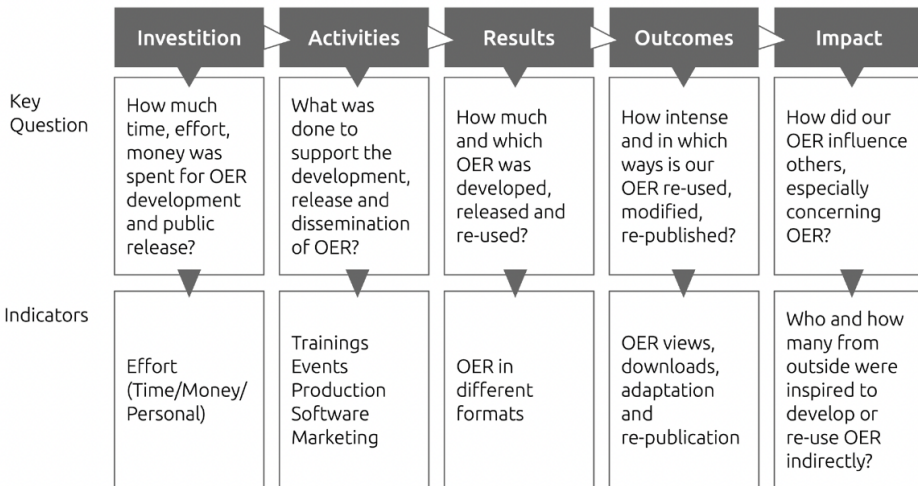 Investition
Activities
Results
Outcomes
Impact
Key
Question
How much
time, effort,
money was
spent for OER
development
and public
release?
What was
done to
support the
development,
release and
dissemination
of OER?
How much
and which
OER was
developed,
released and
re-used?
How intense
and in which
ways is our
OER re-used,
modified,
re-published?
How did our
OER influence
others,
especially
concerning
OER?
Indicators
Effort
(Time/Money/
Personal)
Trainings
Events
Production
Software
Marketing
OER in
different
formats
OER views,
downloads,
adaptation
and
re-publication
Who and how
many from
outside were
inspired to
develop or
re-use OER
indirectly?